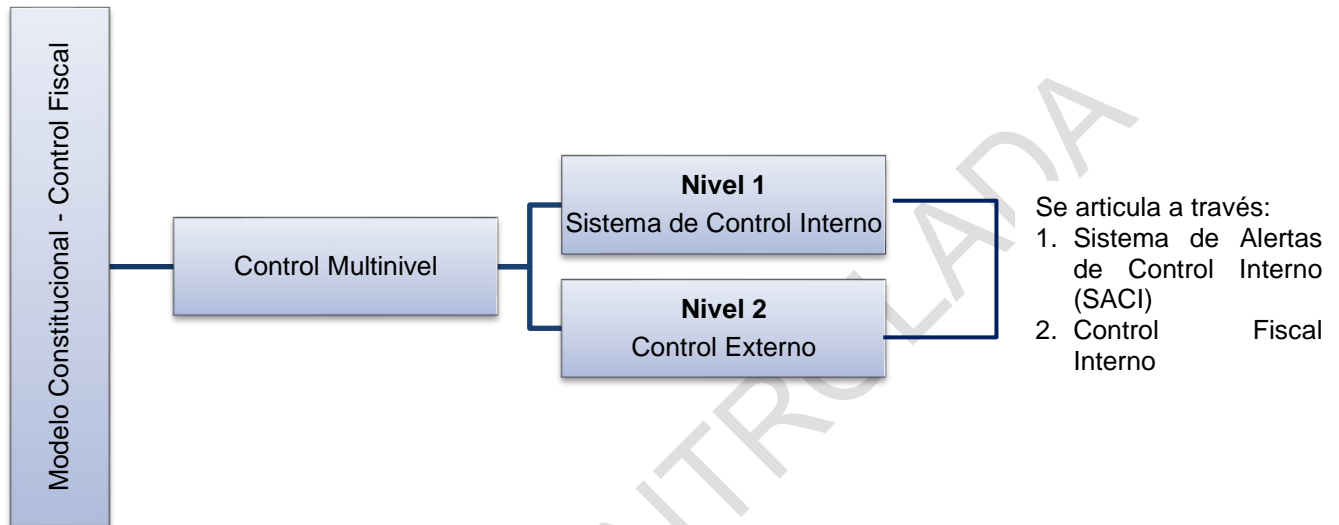 Modelo Constitucional - Control Fiscal
Control Multinivel
Nivel 1
Sistema de Control Interno
Nivel 2
Control Externo
Se articula a través:
1. Sistema de Alertas
de Control Interno
(SACI)
2. Control Fiscal
Interno